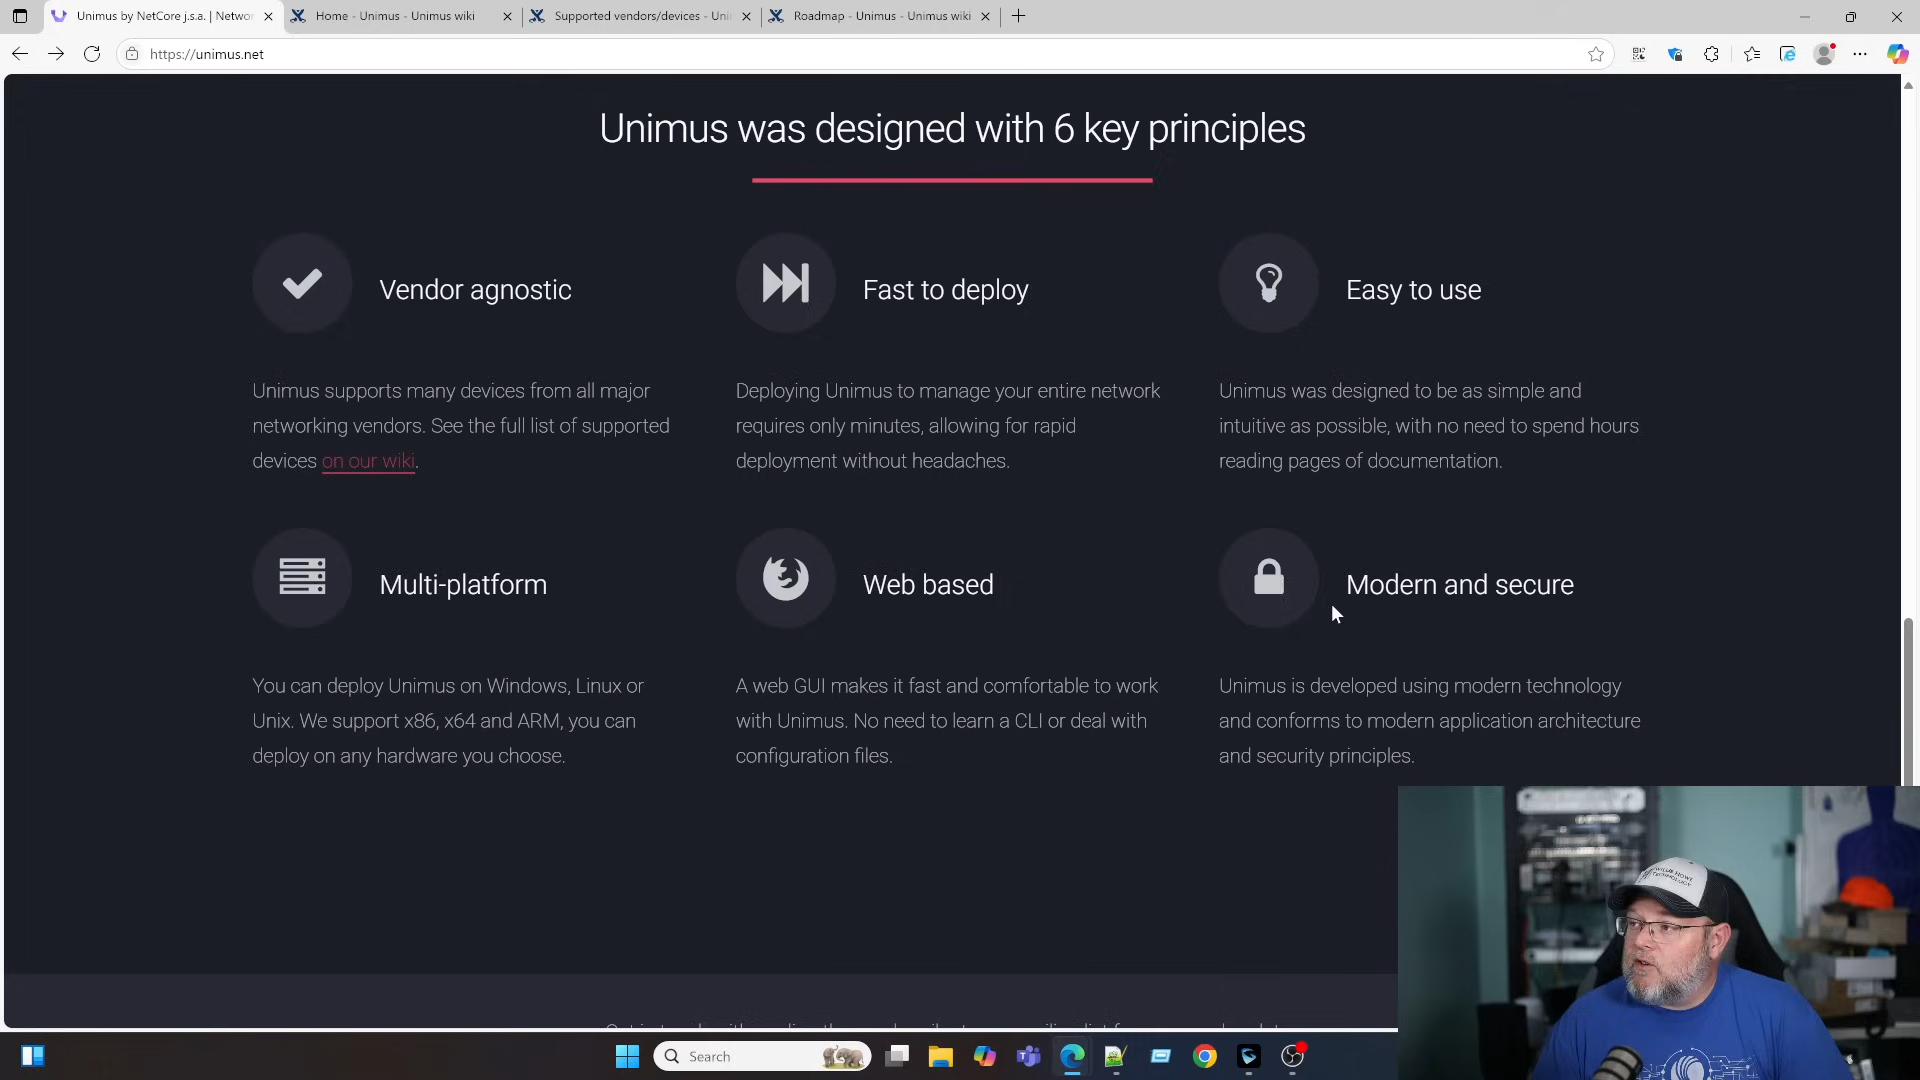 Unimus by NetCore j.s.a. | Networ
Home - Unimus - Unimus wiki
Supported vendors/devices - Uni
Roadmap - Unimus - Unimus wiki
https://unimus.net
Unimus was designed with 6 key principles
Vendor agnostic
Unimus supports many devices from all major
networking vendors. See the full list of supported
devices on our wiki.
Fast to deploy
Deploying Unimus to manage your entire network
requires only minutes, allowing for rapid
deployment without headaches.
Easy to use
Unimus was designed to be as simple and
intuitive as possible, with no need to spend hours
reading pages of documentation.
Multi-platform
You can deploy Unimus on Windows, Linux or
Unix. We support x86, x64 and ARM, you can
deploy on any hardware you choose.
Web based
A web GUI makes it fast and comfortable to work
with Unimus. No need to learn a CLI or deal with
configuration files.
Modern and secure
Unimus is developed using modern technology
and conforms to modern application architecture
and security principles.
WILLIE HOWE
TECHNOLOGY
Search